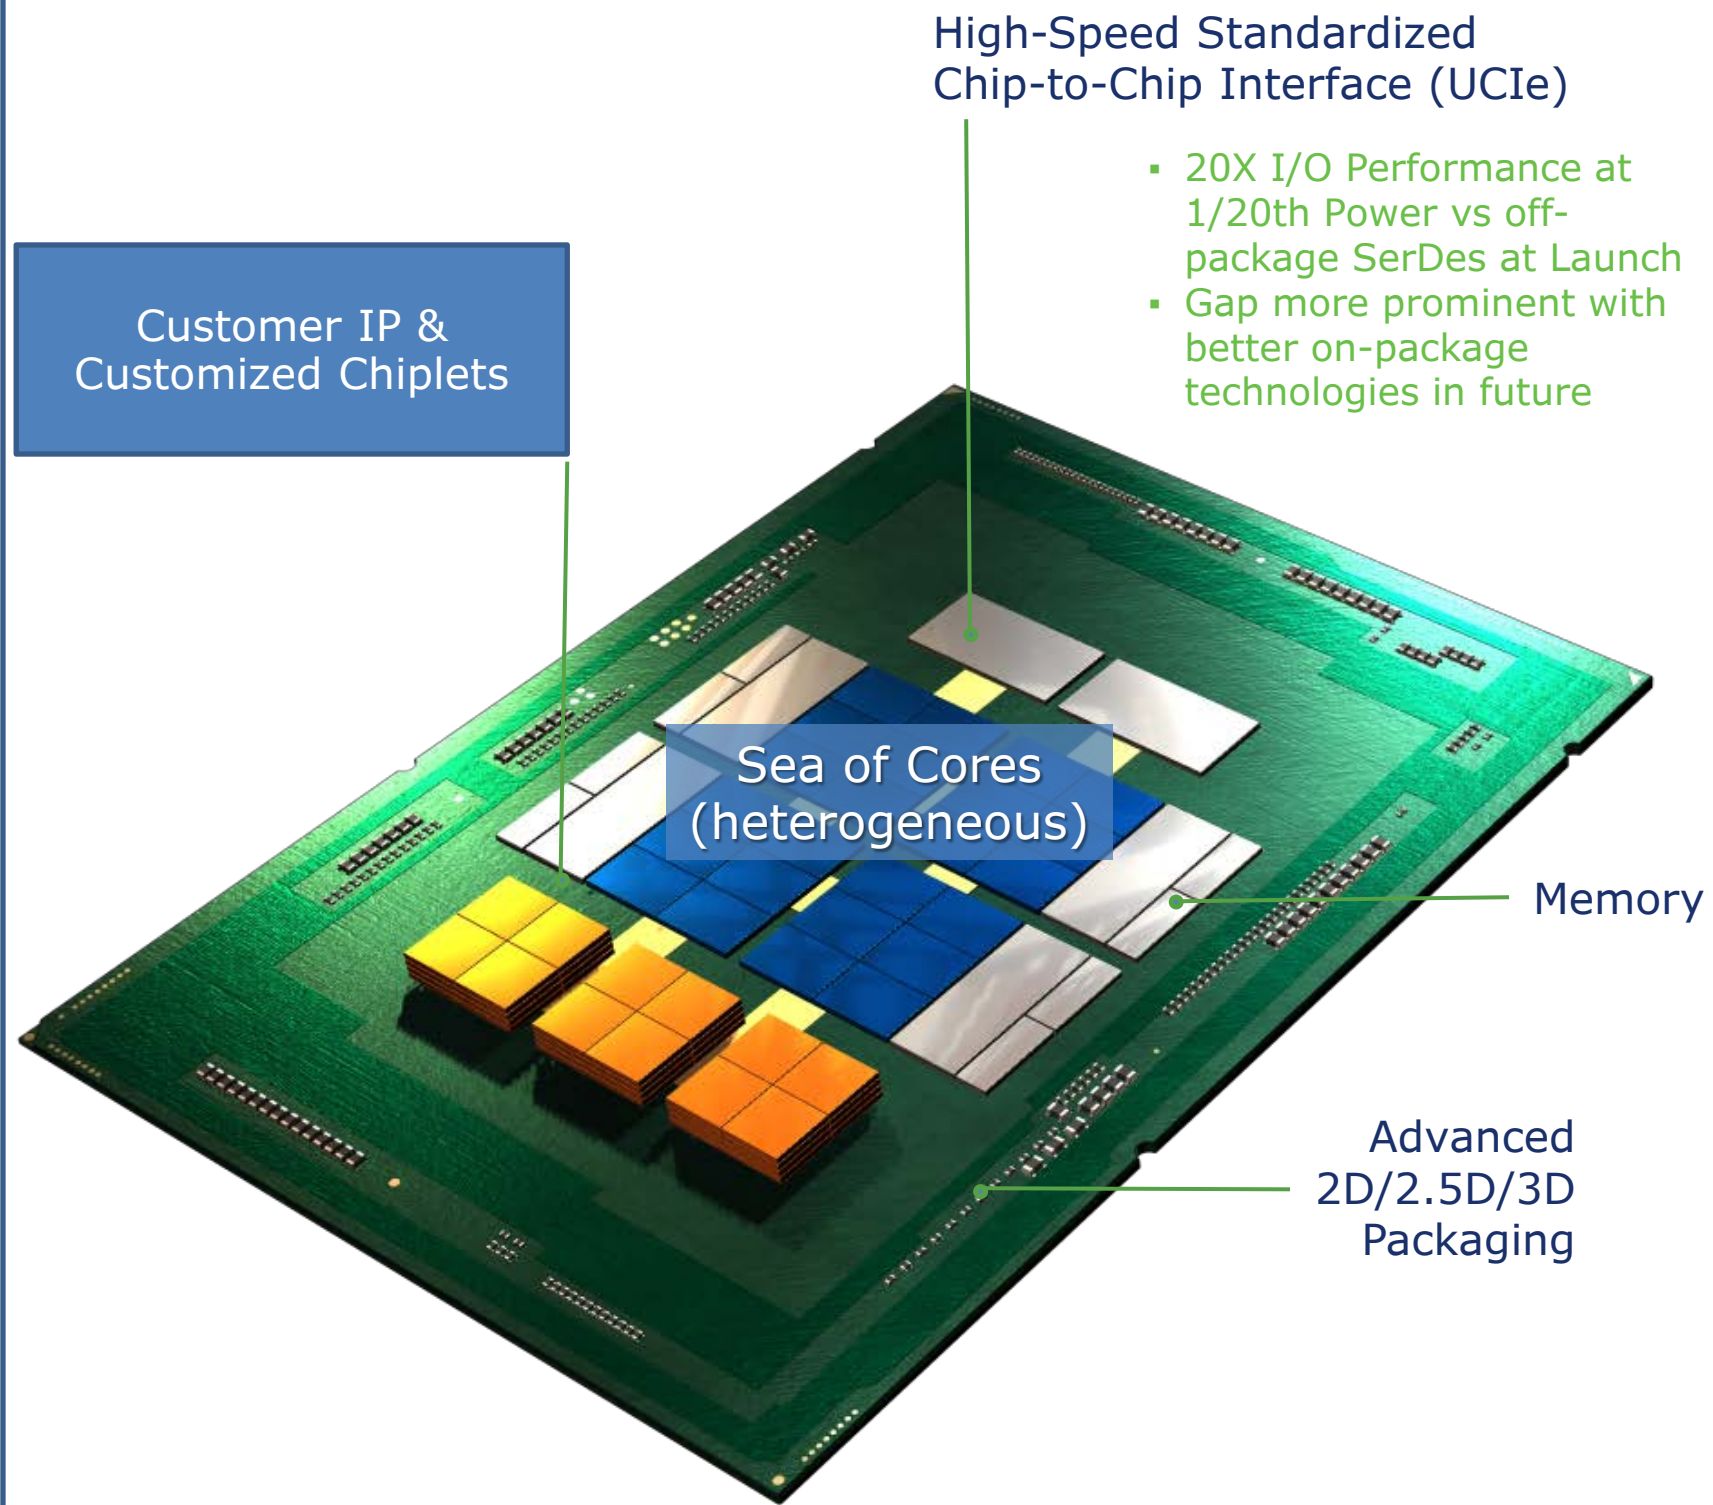 High-Speed Standardized
Chip-to-Chip Interface (UCIe)
▪ 20X I/O Performance at
1/20th Power vs off-
package SerDes at Launch
▪ Gap more prominent with
better on-package
technologies in future
Customer IP &
Customized Chiplets
Sea of Cores
(heterogeneous)
Memory
Advanced
2D/2.5D/3D
Packaging